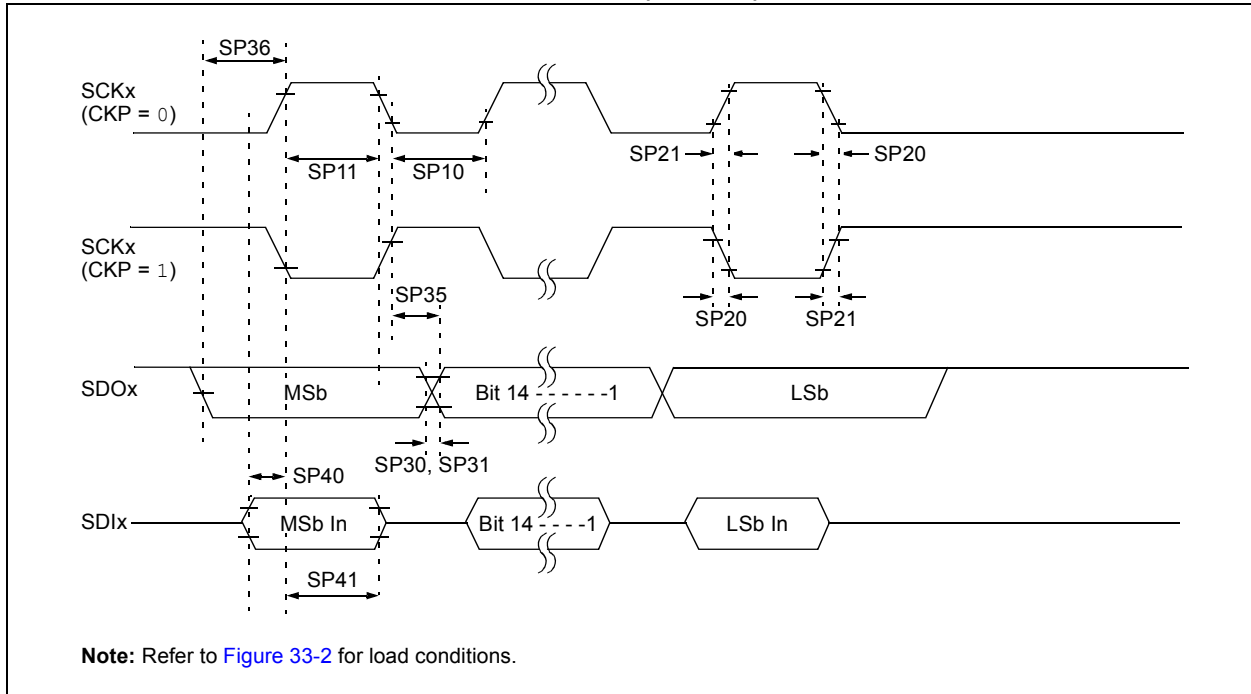 SP36
SCKx
(CKP = 0)
SP11
SP10
SP21
SP20
SCKx
(CKP = 1)
SP35
SP20
SP21
SDOx
MSb
Bit 14 - - - - - -1
LSb
SP30, SP31
SP40
SDIx
MSb In
Bit 14 - - - -1
LSb In
SP41
Note: Refer to Figure 33-2 for load conditions.